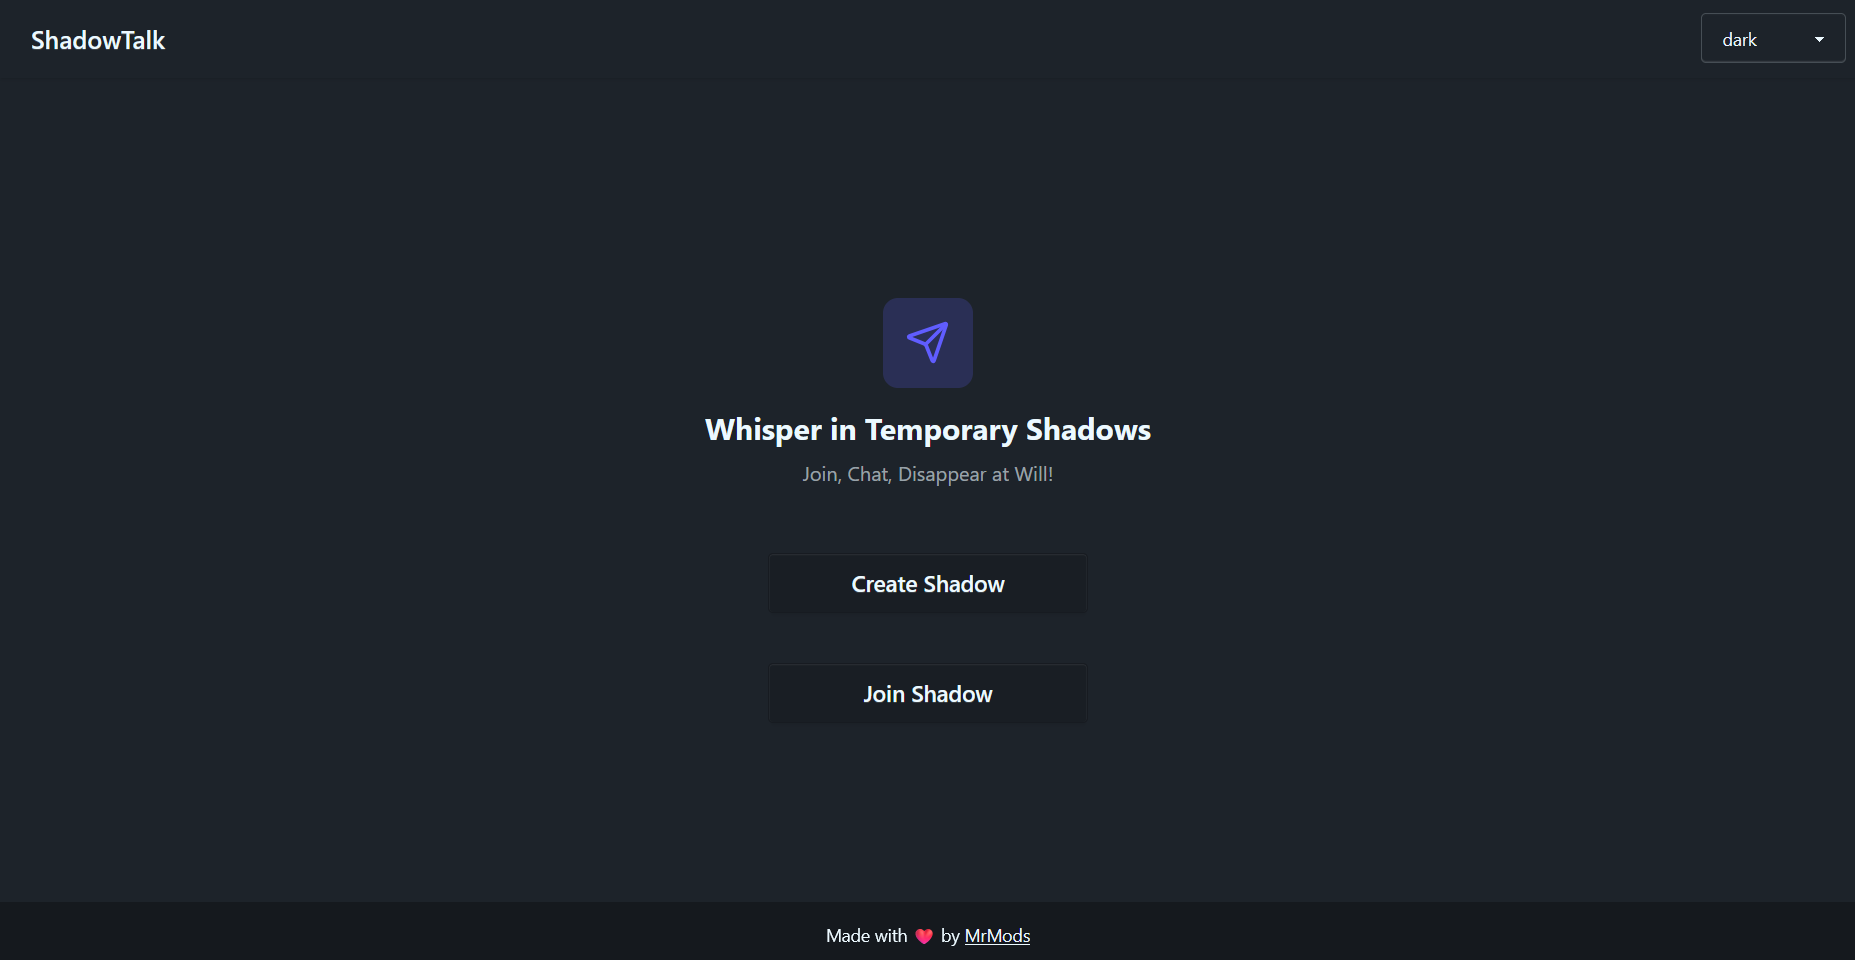 ShadowTalk
dark
Whisper in Temporary Shadows
Join, Chat, Disappear at Will!
Create Shadow
Join Shadow
Made with ❤️ by MrMods